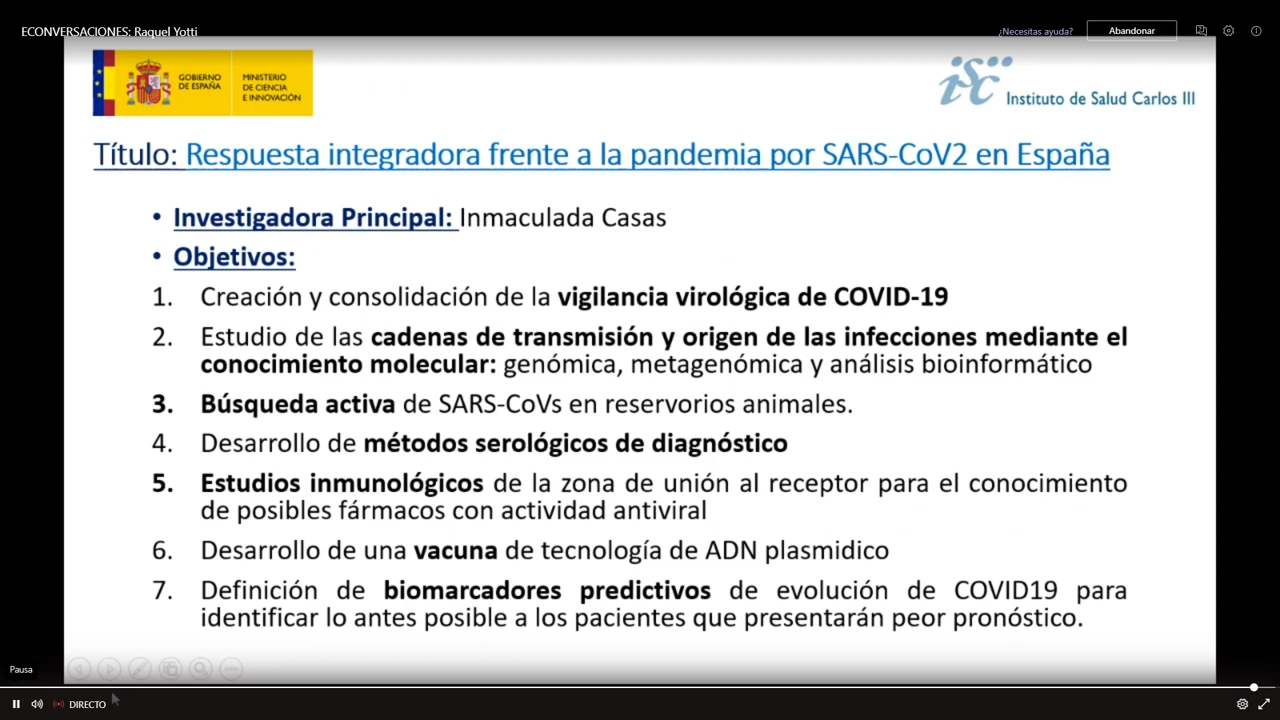 ECONVERSACIONES: Raquel Yotti
¿Necesitas ayuda?
Abandonar
GOBIERNO
DE ESPAÑA
MINISTERIO
DE CIENCIA
E INNOVACIÓN
isc
Instituto de Salud Carlos III
Título: Respuesta integradora frente a la pandemia por SARS-CoV2 en España
• Investigadora Principal: Inmaculada Casas
• Objetivos:
1. Creación y consolidación de la vigilancia virológica de COVID-19
2. Estudio de las cadenas de transmisión y origen de las infecciones mediante el
conocimiento molecular: genómica, metagenómica y análisis bioinformático
3. Búsqueda activa de SARS-CoVs en reservorios animales.
4. Desarrollo de métodos serológicos de diagnóstico
5. Estudios inmunológicos de la zona de unión al receptor para el conocimiento
de posibles fármacos con actividad antiviral
6. Desarrollo de una vacuna de tecnología de ADN plasmidico
7. Definición de biomarcadores predictivos de evolución de COVID19 para
identificar lo antes posible a los pacientes que presentarán peor pronóstico.
Pausa
DIRECTO